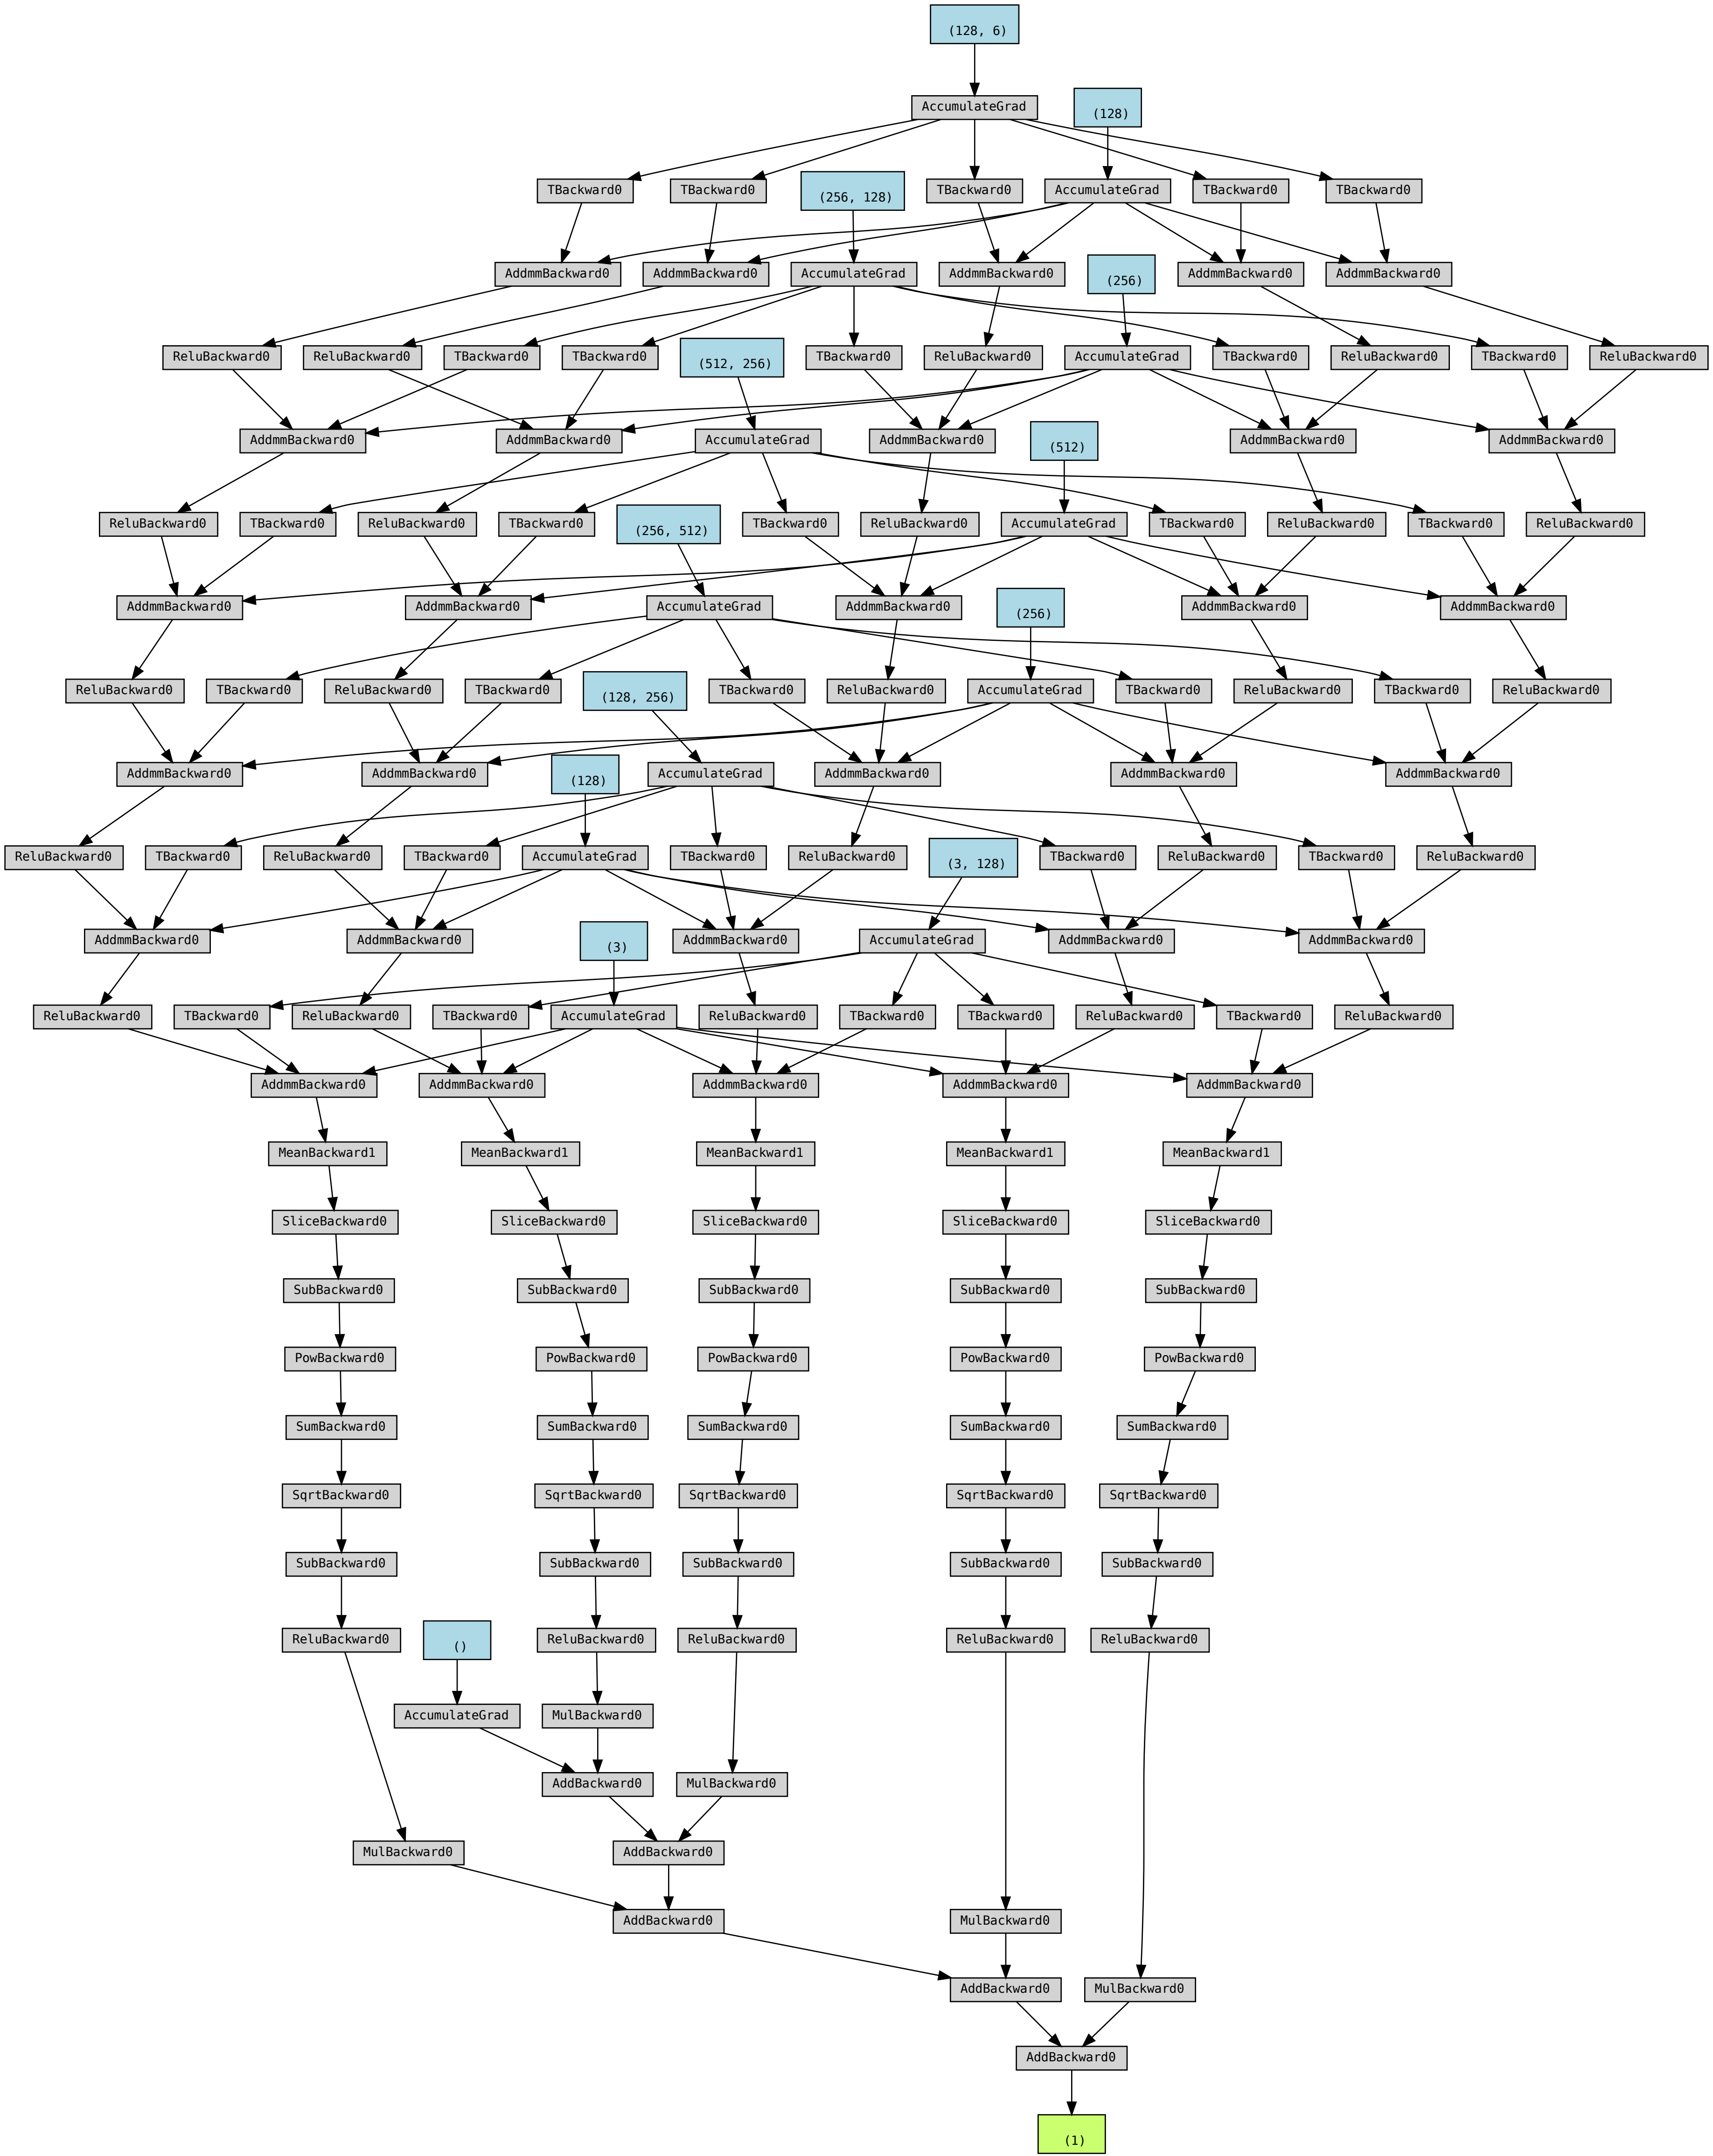 (128, 6)
AccumulateGrad
(128)
TBackward0 TBackward0 (256, 128) TBackward0 AccumulateGrad TBackward0 TBackward0
AddmmBackward0 AddmmBackward0 AccumulateGrad AddmmBackward0 (256) AddmmBackward0 AddmmBackward0
ReluBackward0 ReluBackward0 TBackward0 TBackward0 (512, 256) TBackward0 ReluBackward0 AccumulateGrad TBackward0 ReluBackward0 TBackward0 ReluBackward0
AddmmBackward0 AddmmBackward0 AccumulateGrad AddmmBackward0 (512) AddmmBackward0 AddmmBackward0
ReluBackward0 TBackward0 ReluBackward0 TBackward0 (256, 512) TBackward0 ReluBackward0 AccumulateGrad TBackward0 ReluBackward0 TBackward0 ReluBackward0
AddmmBackward0 AddmmBackward0 AccumulateGrad AddmmBackward0 (256) AddmmBackward0 AddmmBackward0
ReluBackward0 TBackward0 ReluBackward0 TBackward0 (128, 256) TBackward0 ReluBackward0 AccumulateGrad TBackward0 ReluBackward0 TBackward0 ReluBackward0
AddmmBackward0 AddmmBackward0 (128) AccumulateGrad AddmmBackward0 AddmmBackward0 AddmmBackward0
ReluBackward0 TBackward0 ReluBackward0 TBackward0 AccumulateGrad TBackward0 ReluBackward0 (3, 128) TBackward0 ReluBackward0 TBackward0 ReluBackward0
AddmmBackward0 AddmmBackward0 (3) AddmmBackward0 AccumulateGrad AddmmBackward0 AddmmBackward0
ReluBackward0 TBackward0 ReluBackward0 TBackward0 AccumulateGrad ReluBackward0 TBackward0 TBackward0 ReluBackward0 TBackward0 ReluBackward0
AddmmBackward0 AddmmBackward0 AddmmBackward0 AddmmBackward0 AddmmBackward0
MeanBackward1 MeanBackward1 MeanBackward1 MeanBackward1 MeanBackward1
SliceBackward0 SliceBackward0 SliceBackward0 SliceBackward0 SliceBackward0
SubBackward0 SubBackward0 SubBackward0 SubBackward0 SubBackward0
PowBackward0 PowBackward0 PowBackward0 PowBackward0 PowBackward0
SumBackward0 SumBackward0 SumBackward0 SumBackward0 SumBackward0
SqrtBackward0 SqrtBackward0 SqrtBackward0 SqrtBackward0 SqrtBackward0
SubBackward0 SubBackward0 SubBackward0 SubBackward0 SubBackward0
ReluBackward0 () ReluBackward0 ReluBackward0 ReluBackward0 ReluBackward0
AccumulateGrad MulBackward0
AddBackward0 MulBackward0
MulBackward0 AddBackward0
AddBackward0 MulBackward0
AddBackward0 MulBackward0
AddBackward0
(1)